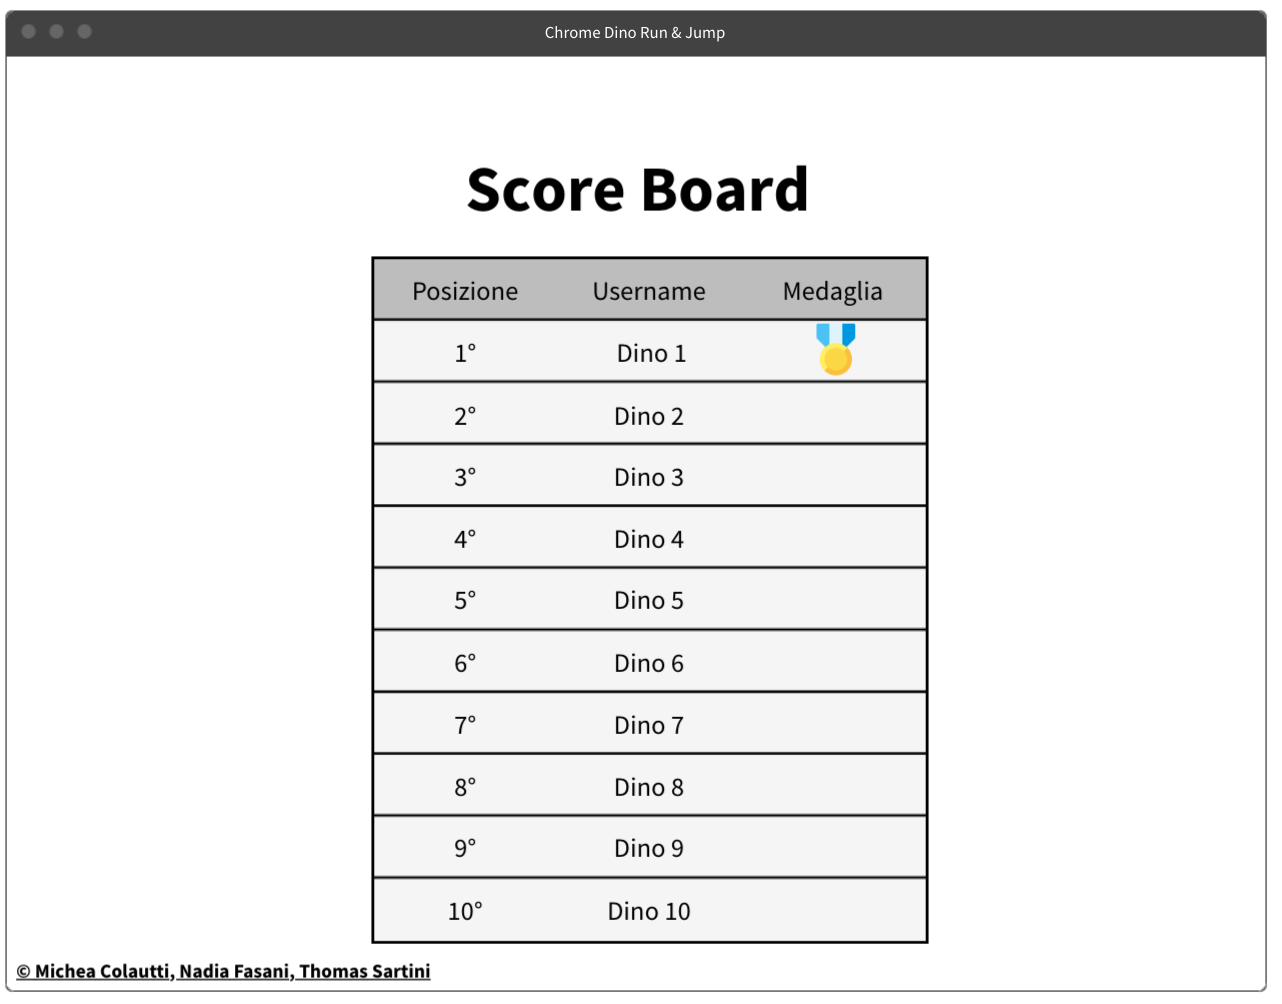 Chrome Dino Run & Jump
Score Board
Posizione Username Medaglia
1° Dino 1
2° Dino 2
3° Dino 3
4° Dino 4
5° Dino 5
6° Dino 6
7° Dino 7
8° Dino 8
9° Dino 9
10° Dino 10
© Michea Colautti, Nadia Fasani, Thomas Sartini